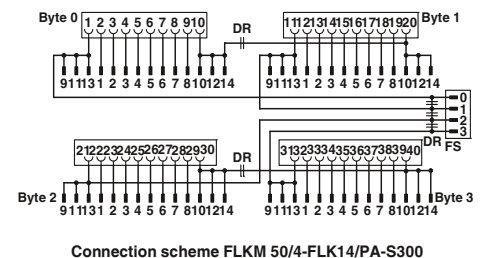 Byte 0 1 2 3 4 5 6 7 8 9 10 DR 11 12 13 14 15 16 17 18 19 20 Byte 1
9 11 13 1 2 3 4 5 6 7 8 10 12 14 9 11 13 1 2 3 4 5 6 7 8 10 12 14
0
1
2
3
DR FS
21 22 23 24 25 26 27 28 29 30 DR 31 32 33 34 35 36 37 38 39 40
Byte 2 9 11 13 1 2 3 4 5 6 7 8 10 12 14 9 11 13 1 2 3 4 5 6 7 8 10 12 14 Byte 3
Connection scheme FLKM 50/4-FLK14/PA-S300